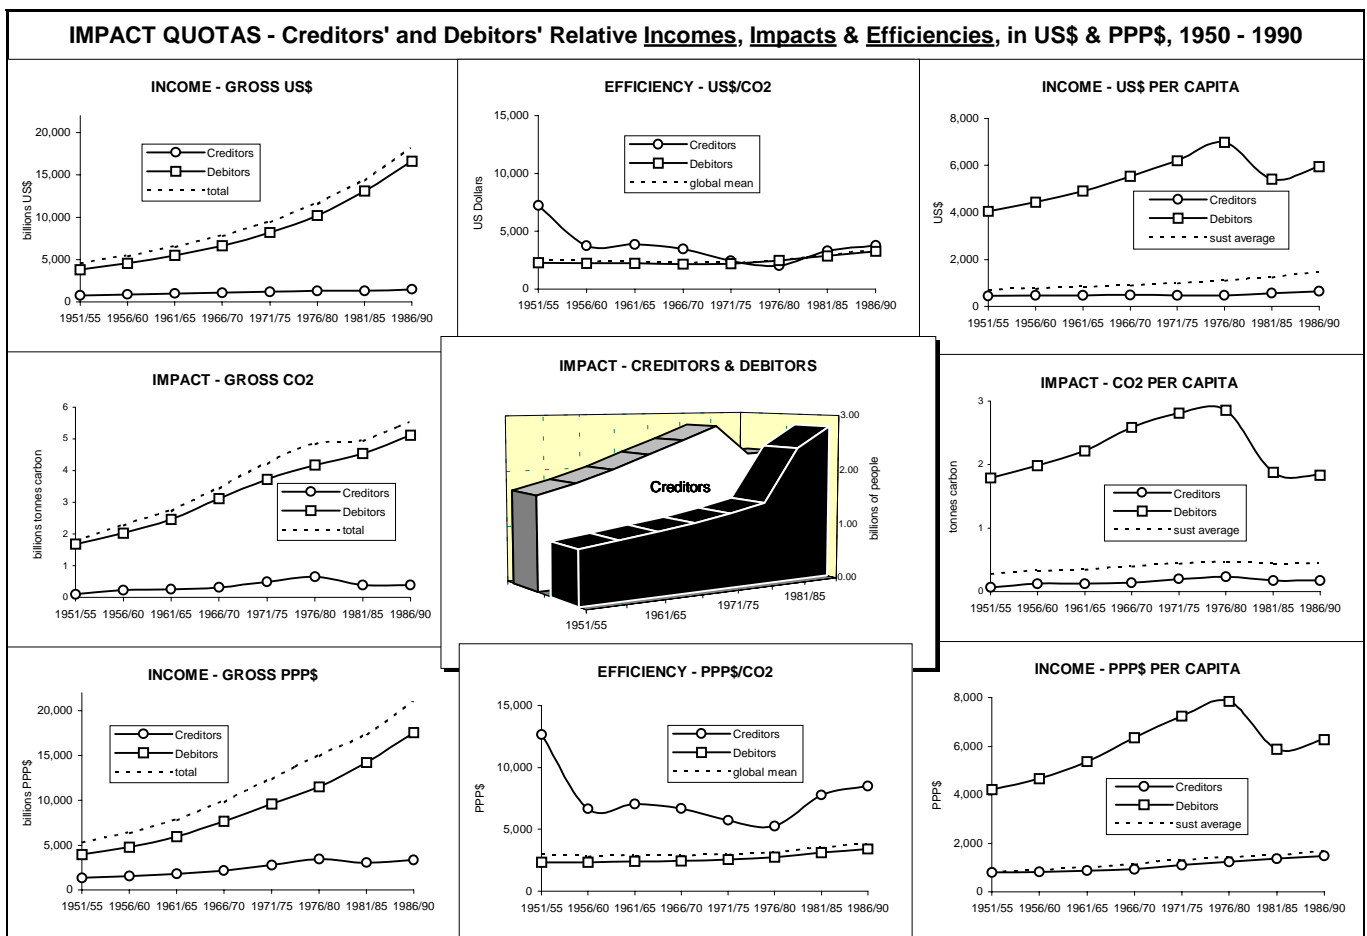 IMPACT QUOTAS - Creditors' and Debitors' Relative Incomes, Impacts & Efficiencies, in US$ & PPP$, 1950 - 1990
INCOME - GROSS US$
billions US$
20,000
15,000
10,000
5,000
0
Creditors
Debitors
total
1951/55 1956/60 1961/65 1966/70 1971/75 1976/80 1981/85 1986/90
EFFICIENCY - US$/CO2
US Dollars
15,000
10,000
5,000
0
Creditors
Debitors
global mean
1951/55 1956/60 1961/65 1966/70 1971/75 1976/80 1981/85 1986/90
INCOME - US$ PER CAPITA
US$
8,000
6,000
4,000
2,000
0
Creditors
Debitors
sust average
1951/55 1956/60 1961/65 1966/70 1971/75 1976/80 1981/85 1986/90
IMPACT - GROSS CO2
billions tonnes carbon
6
5
4
3
2
1
0
Creditors
Debitors
total
1951/55 1956/60 1961/65 1966/70 1971/75 1976/80 1981/85 1986/90
IMPACT - CREDITORS & DEBITORS
Creditors
3.00
2.00
1.00
0.00
billions of people
1951/55 1961/65 1971/75 1981/85
IMPACT - CO2 PER CAPITA
tonnes carbon
3
2
1
0
Creditors
Debitors
sust average
1951/55 1956/60 1961/65 1966/70 1971/75 1976/80 1981/85 1986/90
INCOME - GROSS PPP$
billions PPP$
20,000
15,000
10,000
5,000
0
Creditors
Debitors
total
1951/55 1956/60 1961/65 1966/70 1971/75 1976/80 1981/85 1986/90
EFFICIENCY - PPP$/CO2
PPP$
15,000
10,000
5,000
0
Creditors
Debitors
global mean
1951/55 1956/60 1961/65 1966/70 1971/75 1976/80 1981/85 1986/90
INCOME - PPP$ PER CAPITA
PPP$
8,000
6,000
4,000
2,000
0
Creditors
Debitors
sust average
1951/55 1956/60 1961/65 1966/70 1971/75 1976/80 1981/85 1986/90